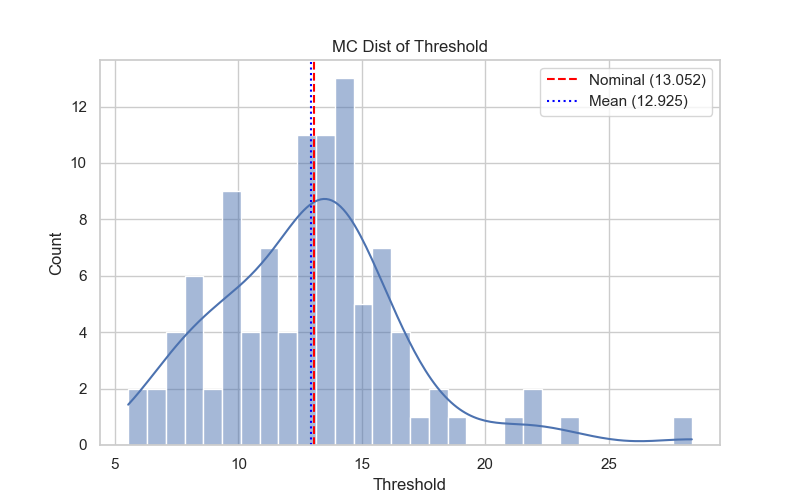 MC Dist of Threshold
Nominal (13.052)
Mean (12.925)
Count
12
10
8
6
4
2
0
5
10
15
20
25
Threshold